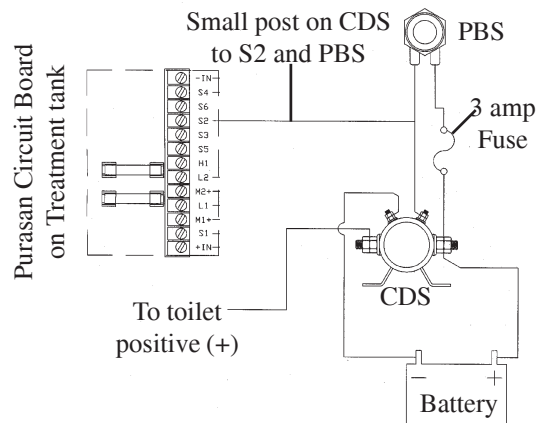 Small post on CDS
to S2 and PBS
PBS
3 amp
Fuse
Purasan Circuit Board
on Treatment tank
-IN
S4
S6
S2
S3
S5
H1
L2
M2+
L1
M1+
S1
+IN
CDS
To toilet
positive (+)
− +
Battery